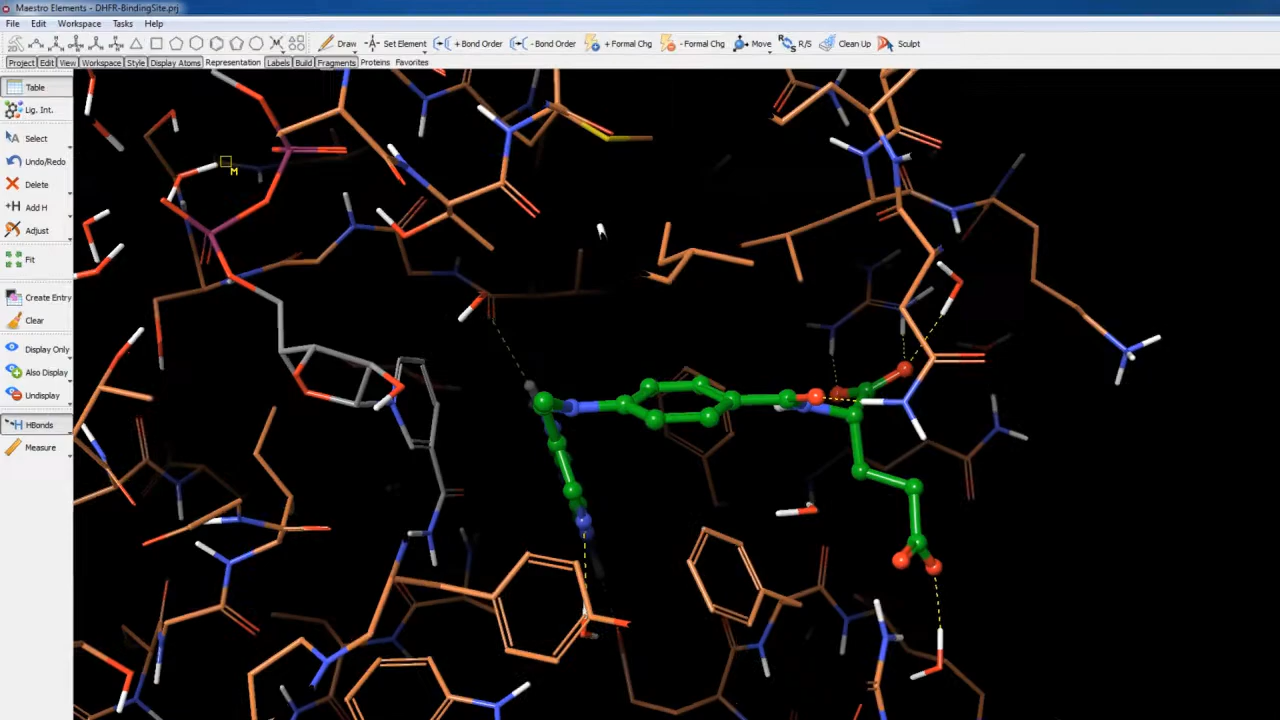 Maestro Elements - DHFR-BindingSite.prj
File Edit Workspace Tasks Help
Draw Set Element + Bond Order - Bond Order + Formal Chg - Formal Chg Move R/S Clean Up Sculpt
Project Edit View Workspace Style Display Atoms Representation Labels Build Fragments Proteins Favorites
Table
Lig. Int.
Select
Undo/Redo
Delete
+H Add H
Adjust
Fit
Create Entry
Clear
Display Only
Also Display
Undisplay
HBonds
Measure
M